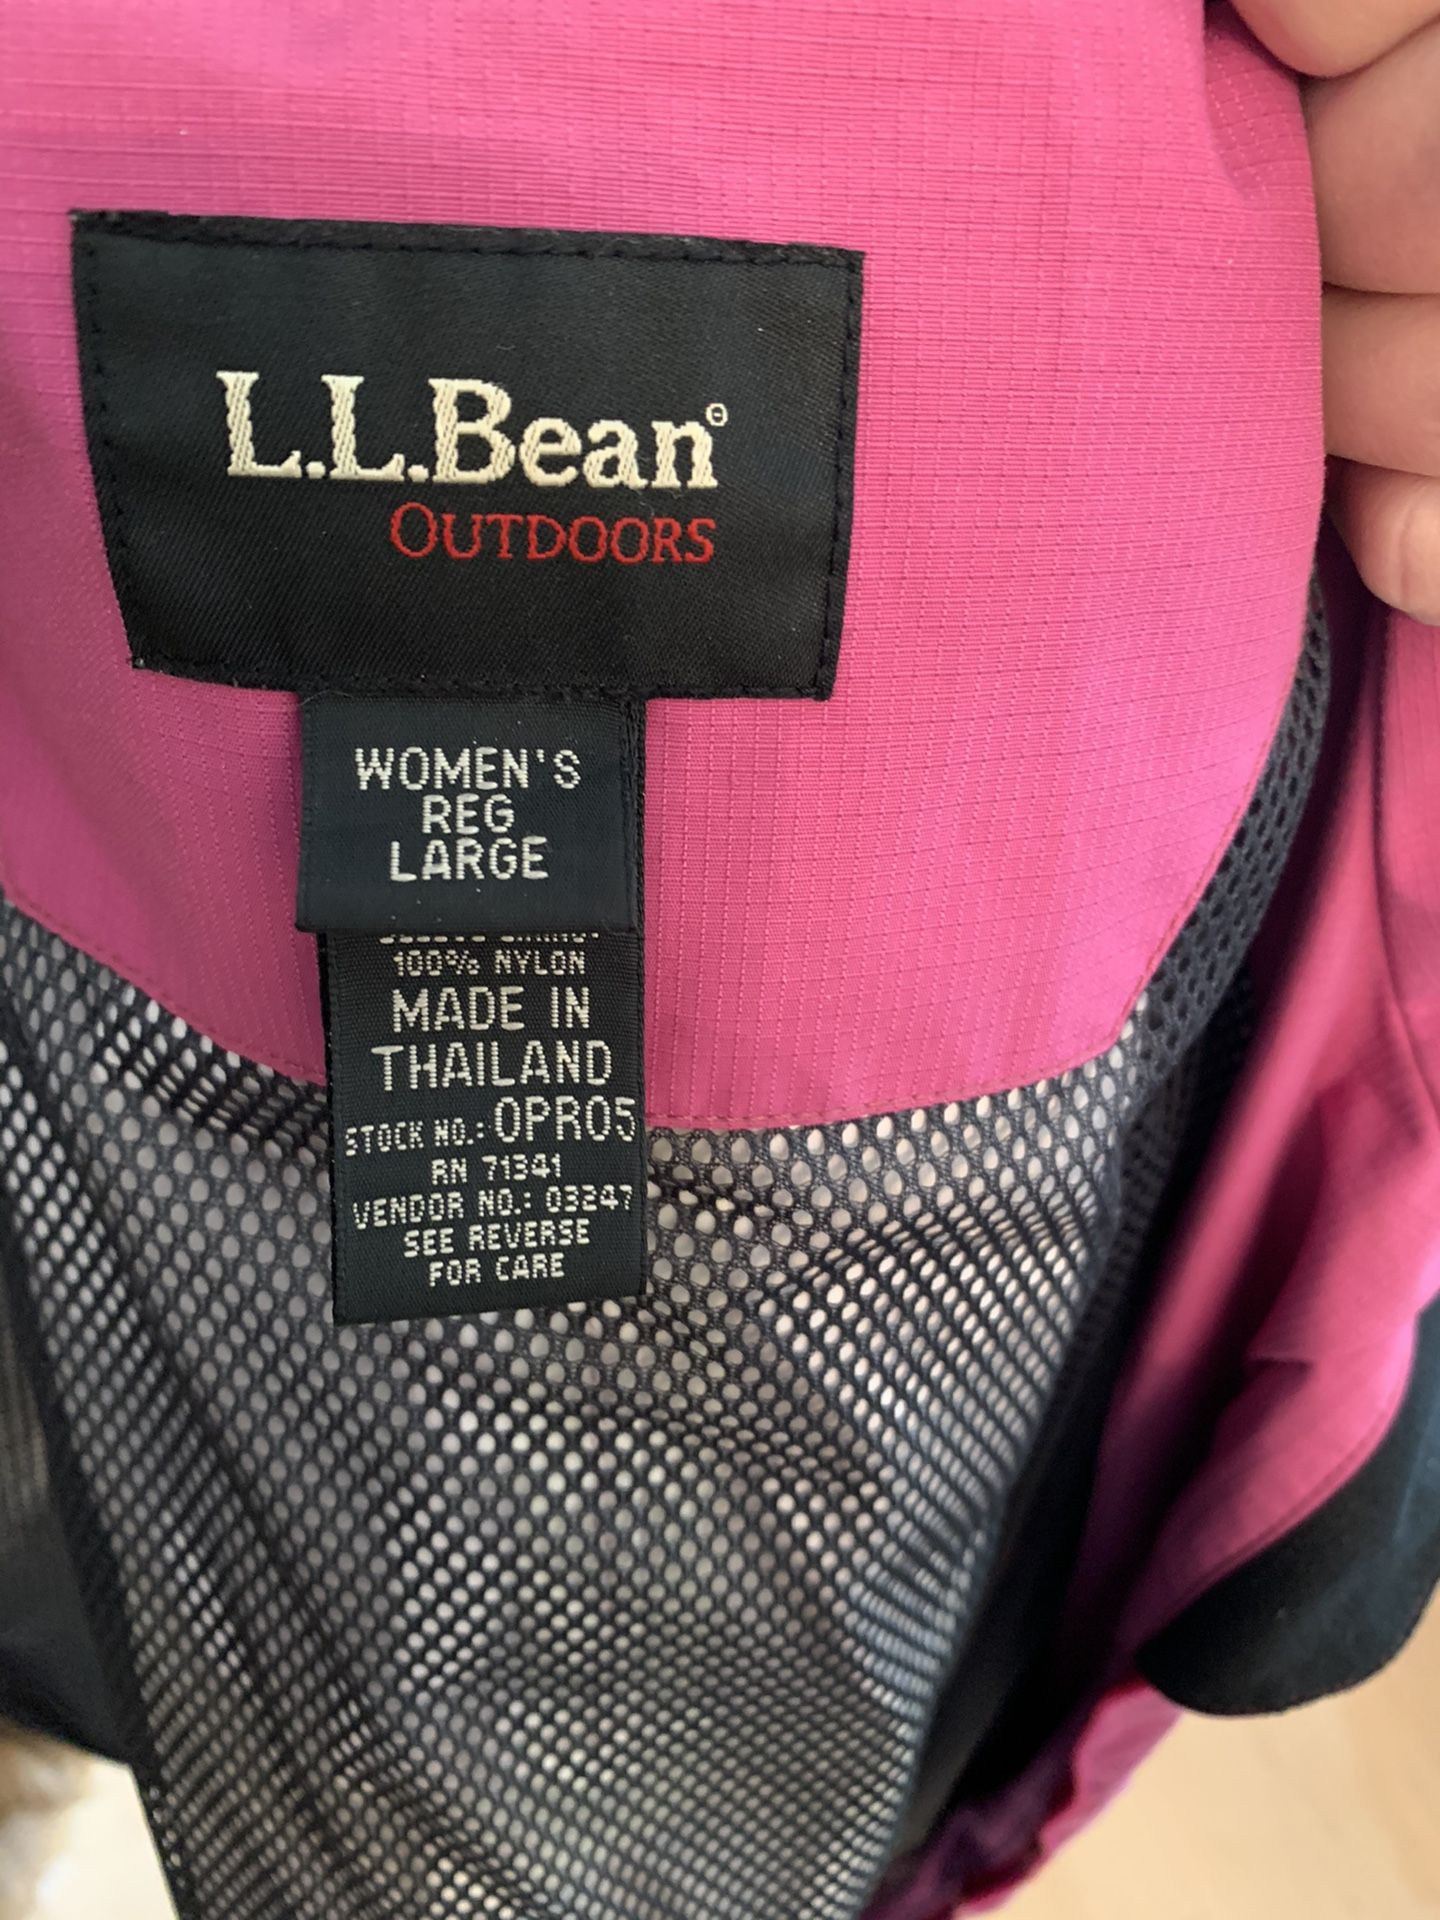 L.L.Bean®
OUTDOORS
WOMEN'S
REG
LARGE
100% NYLON
MADE IN
THAILAND
STOCK NO.: 0PR05
RN 71341
VENDOR NO.: 03247
SEE REVERSE
FOR CARE